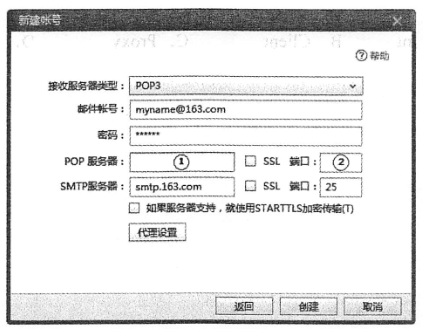 新建帐号
B Client C. Proxy D.
帮助
接收服务器类型： POP3
邮件帐号： myname@163.com
密码： ******
POP 服务器： ① SSL 端口： ②
SMTP服务器： smtp.163.com SSL 端口： 25
如果服务器支持，就使用STARTTLS加密传输(T)
代理设置
返回 创建 取消